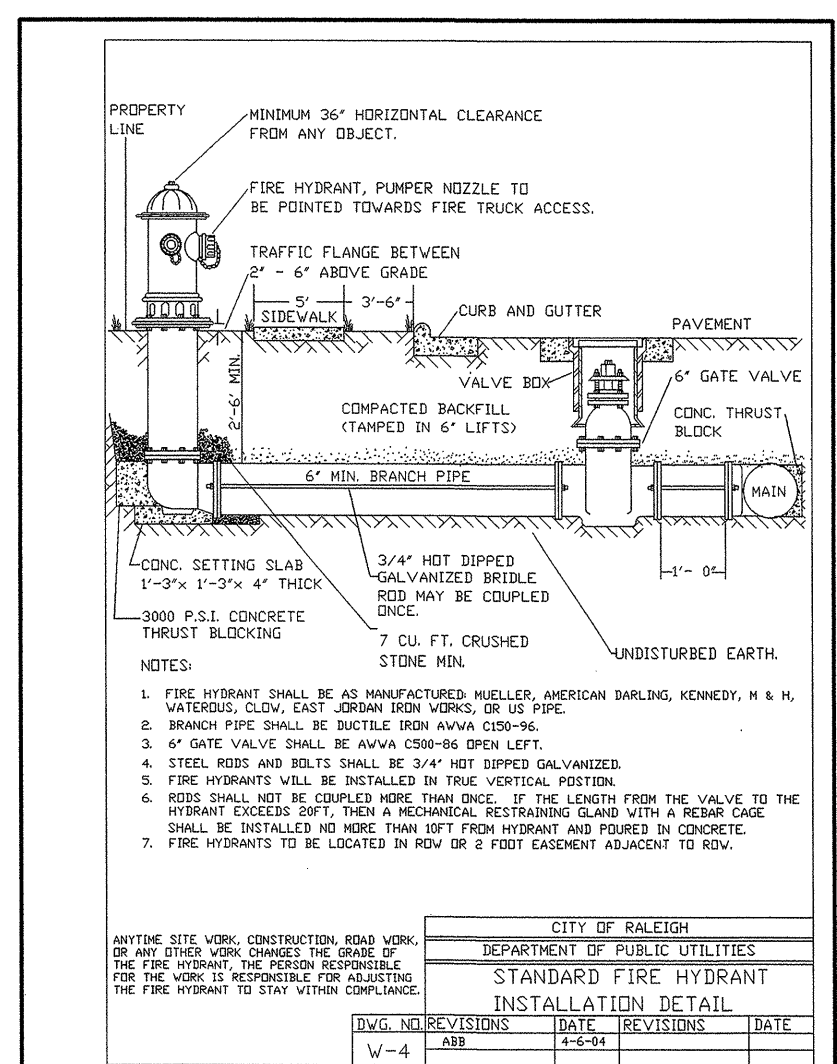 PROPERTY
LINE
MINIMUM 36" HORIZONTAL CLEARANCE
FROM ANY OBJECT.
FIRE HYDRANT, PUMPER NOZZLE TO
BE POINTED TOWARDS FIRE TRUCK ACCESS.
TRAFFIC FLANGE BETWEEN
2" - 6" ABOVE GRADE
5'
3'-6"
SIDEWALK
CURB AND GUTTER
PAVEMENT
2'-6' MIN.
VALVE BOX
6" GATE VALVE
COMPACTED BACKFILL
(TAMPED IN 6" LIFTS)
CONC. THRUST
BLOCK
6" MIN. BRANCH PIPE
MAIN
1'- 0"
CONC. SETTING SLAB
1'-3"x 1'-3"x 4" THICK
3/4" HOT DIPPED
GALVANIZED BRIDLE
ROD MAY BE COUPLED
ONCE.
3000 P.S.I. CONCRETE
THRUST BLOCKING
7 CU. FT. CRUSHED
STONE MIN.
UNDISTURBED EARTH.
NOTES:
1. FIRE HYDRANT SHALL BE AS MANUFACTURED: MUELLER, AMERICAN DARLING, KENNEDY, M & H,
WATEROUS, CLOW, EAST JORDAN IRON WORKS, OR US PIPE.
2. BRANCH PIPE SHALL BE DUCTILE IRON AWWA C150-96.
3. 6" GATE VALVE SHALL BE AWWA C500-86 OPEN LEFT.
4. STEEL RODS AND BOLTS SHALL BE 3/4" HOT DIPPED GALVANIZED.
5. FIRE HYDRANTS WILL BE INSTALLED IN TRUE VERTICAL POSTION.
6. RODS SHALL NOT BE COUPLED MORE THAN ONCE. IF THE LENGTH FROM THE VALVE TO THE
HYDRANT EXCEEDS 20FT, THEN A MECHANICAL RESTRAINING GLAND WITH A REBAR CAGE
SHALL BE INSTALLED NO MORE THAN 10FT FROM HYDRANT AND POURED IN CONCRETE.
7. FIRE HYDRANTS TO BE LOCATED IN ROW OR 2 FOOT EASEMENT ADJACENT TO ROW.
ANYTIME SITE WORK, CONSTRUCTION, ROAD WORK,
OR ANY OTHER WORK CHANGES THE GRADE OF
THE FIRE HYDRANT, THE PERSON RESPONSIBLE
FOR THE WORK IS RESPONSIBLE FOR ADJUSTING
THE FIRE HYDRANT TO STAY WITHIN COMPLIANCE.
CITY OF RALEIGH
DEPARTMENT OF PUBLIC UTILITIES
STANDARD FIRE HYDRANT
INSTALLATION DETAIL
DWG. NO. REVISIONS DATE REVISIONS DATE
W-4 ABB 4-6-04